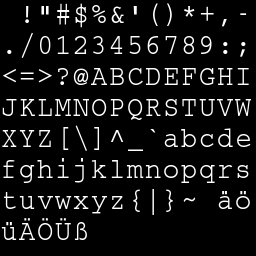 !"#$%&'()*+,-
./0123456789:;
<=>?@ABCDEFGHI
JKLMNOPQRSTUVW
XYZ[\]^_`abcde
fghijklmnopqrs
tuvwxyz{|}~ äö
üÄÖÜß